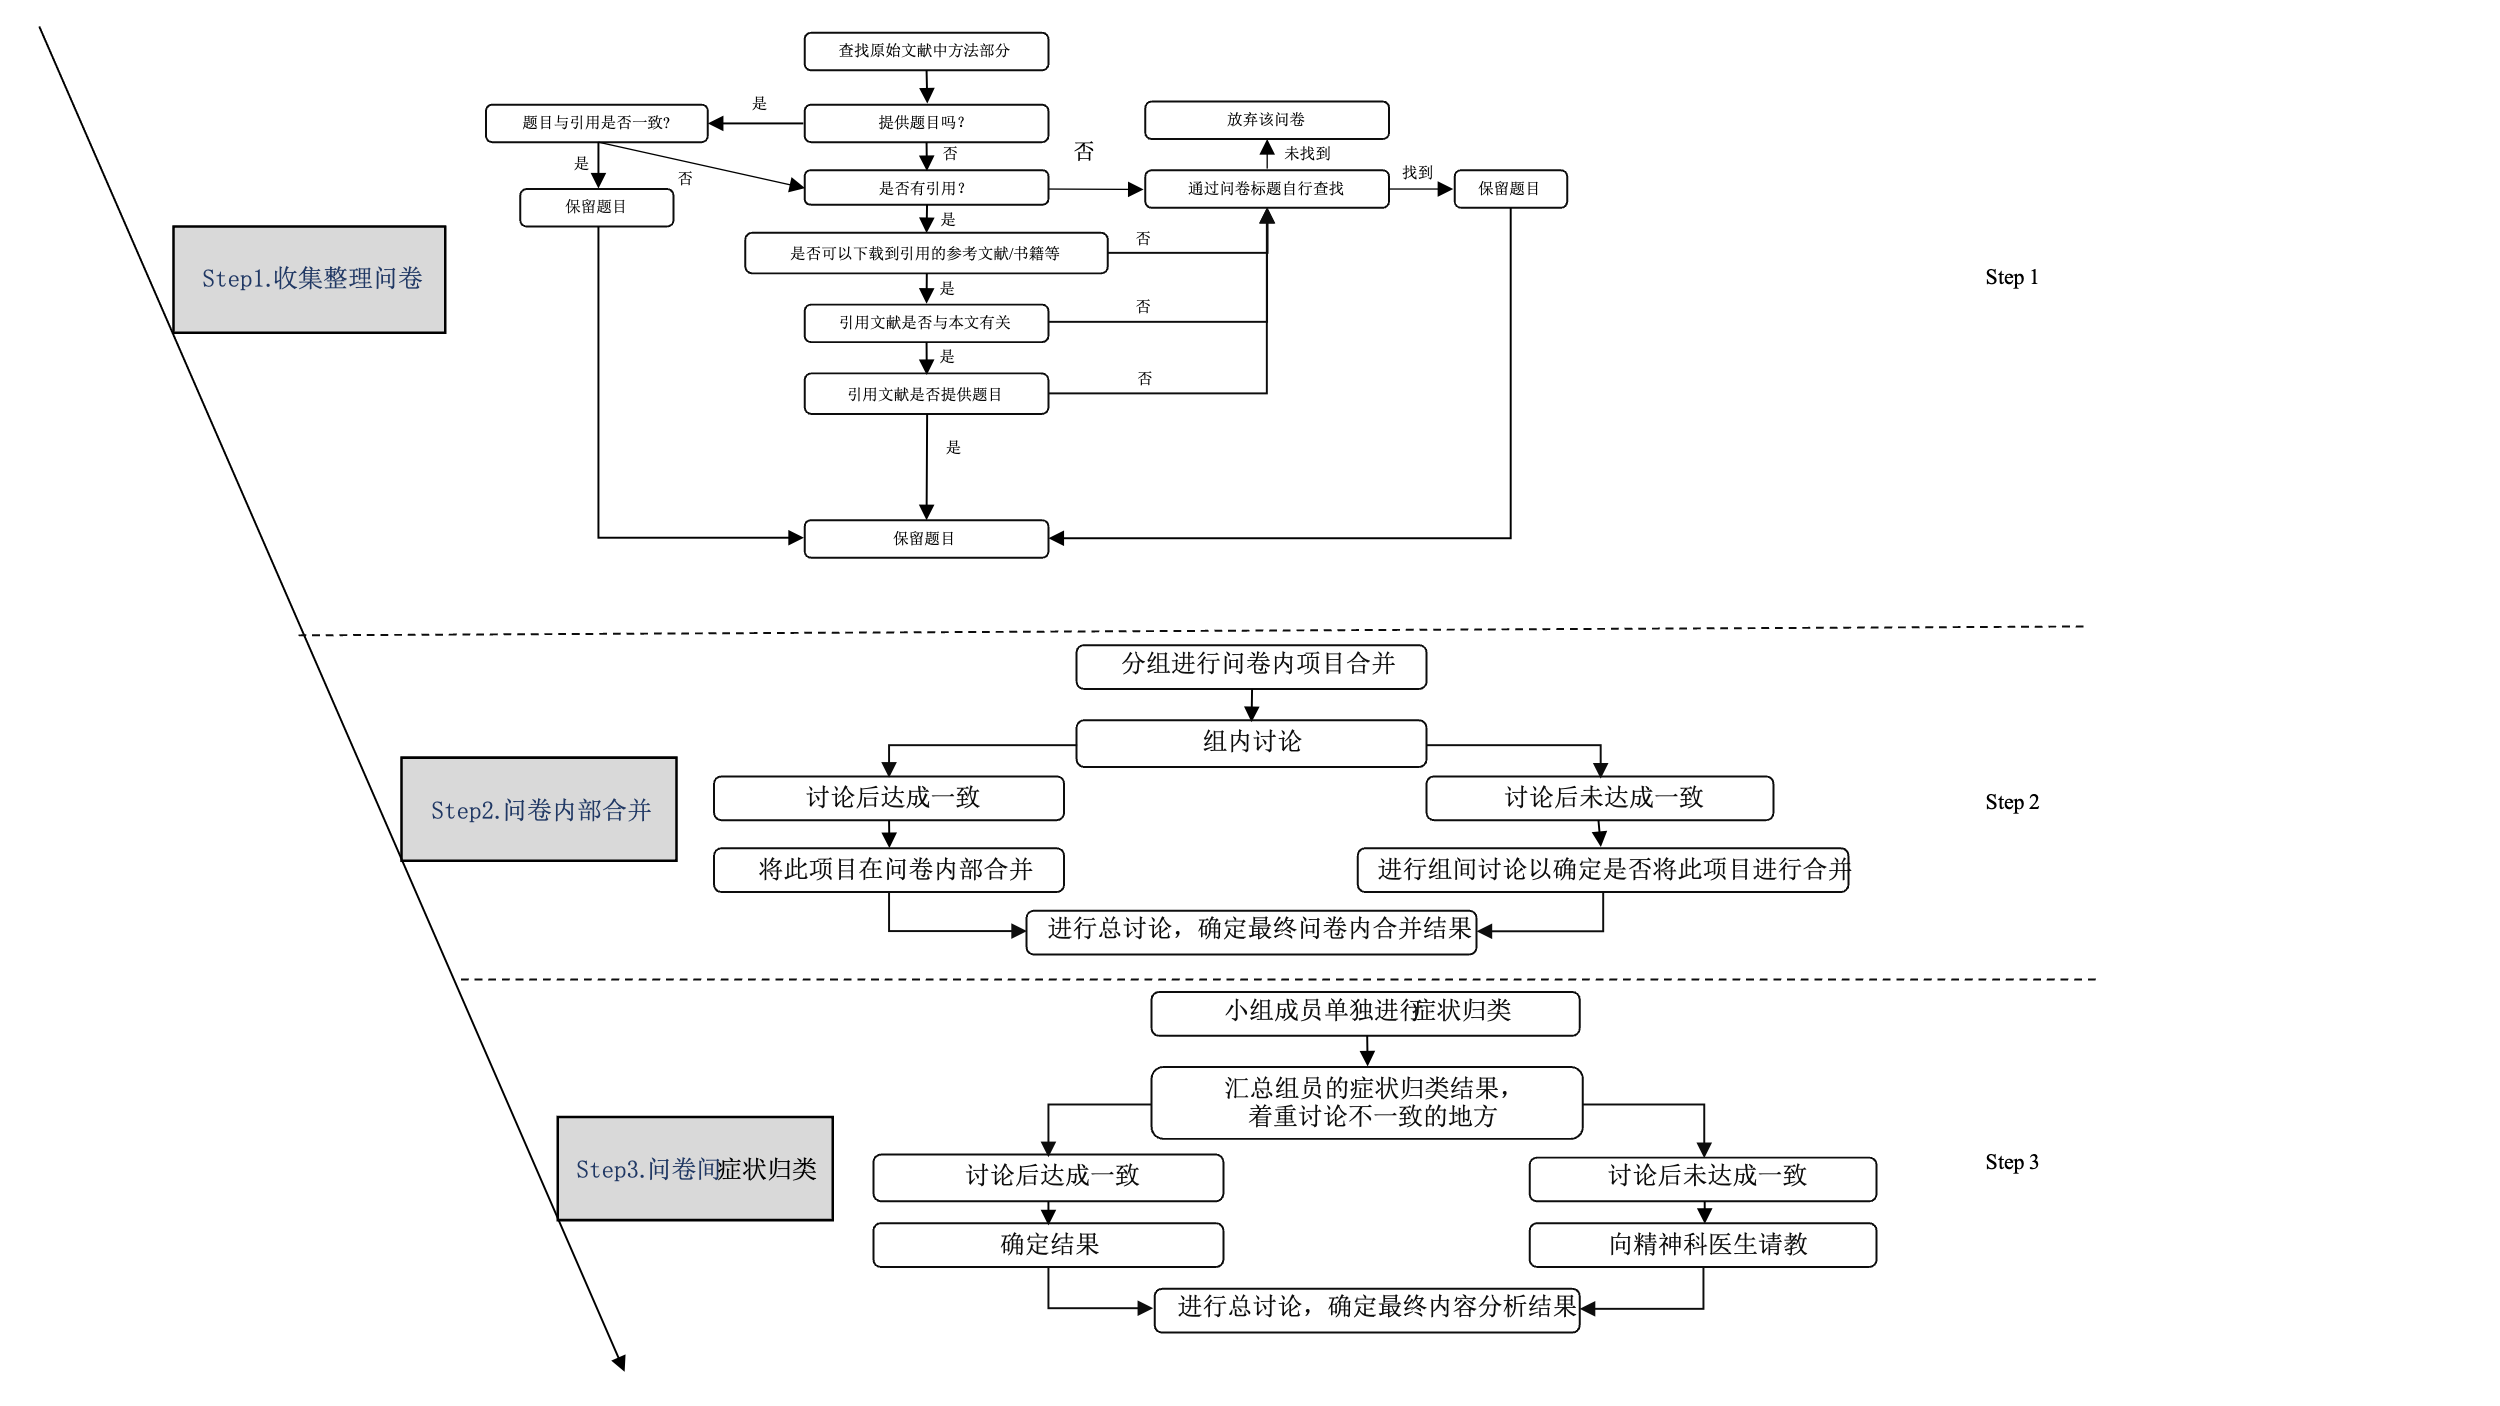 查找原始文献中方法部分
是
题目与引用是否一致?
提供题目吗？
放弃该问卷
否
否
未找到
是
找到
否
是否有引用？
通过问卷标题自行查找
保留题目
保留题目
是
否
是否可以下载到引用的参考文献/书籍等
Step1.收集整理问卷
Step 1
是
否
引用文献是否与本文有关
是
否
引用文献是否提供题目
是
保留题目
分组进行问卷内项目合并
组内讨论
讨论后达成一致
讨论后未达成一致
Step2.问卷内部合并
Step 2
将此项目在问卷内部合并
进行组间讨论以确定是否将此项目进行合并
进行总讨论，确定最终问卷内合并结果
小组成员单独进行症状归类
汇总组员的症状归类结果，
着重讨论不一致的地方
Step3.问卷间症状归类
讨论后达成一致
讨论后未达成一致
Step 3
确定结果
向精神科医生请教
进行总讨论，确定最终内容分析结果